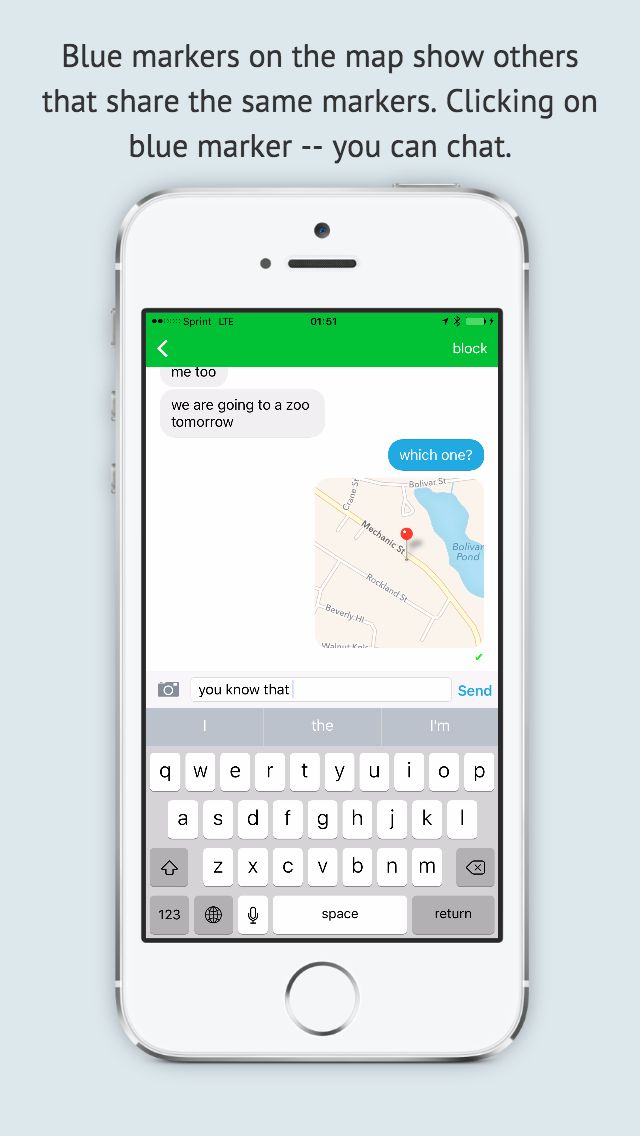 Blue markers on the map show others
that share the same markers. Clicking on
blue marker -- you can chat.
Sprint LTE 01:51
block
me too
we are going to a zoo
tomorrow
which one?
Bolivar St
Crane St
Mechanic St
Bolivar
Pond
Rockland St
Beverly Hl
you know that
Send
I the I'm
q w e r t y u i o p
a s d f g h j k l
z x c v b n m
123 space return